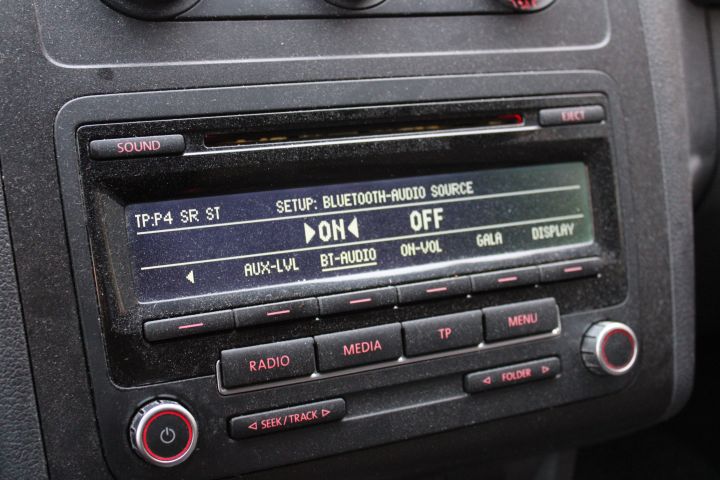 SOUND
EJECT
TP:P4 SR ST
SETUP: BLUETOOTH-AUDIO SOURCE
ON OFF
AUX-LVL BT-AUDIO ON-VOL GALA DISPLAY
RADIO MEDIA TP MENU
SEEK / TRACK
FOLDER